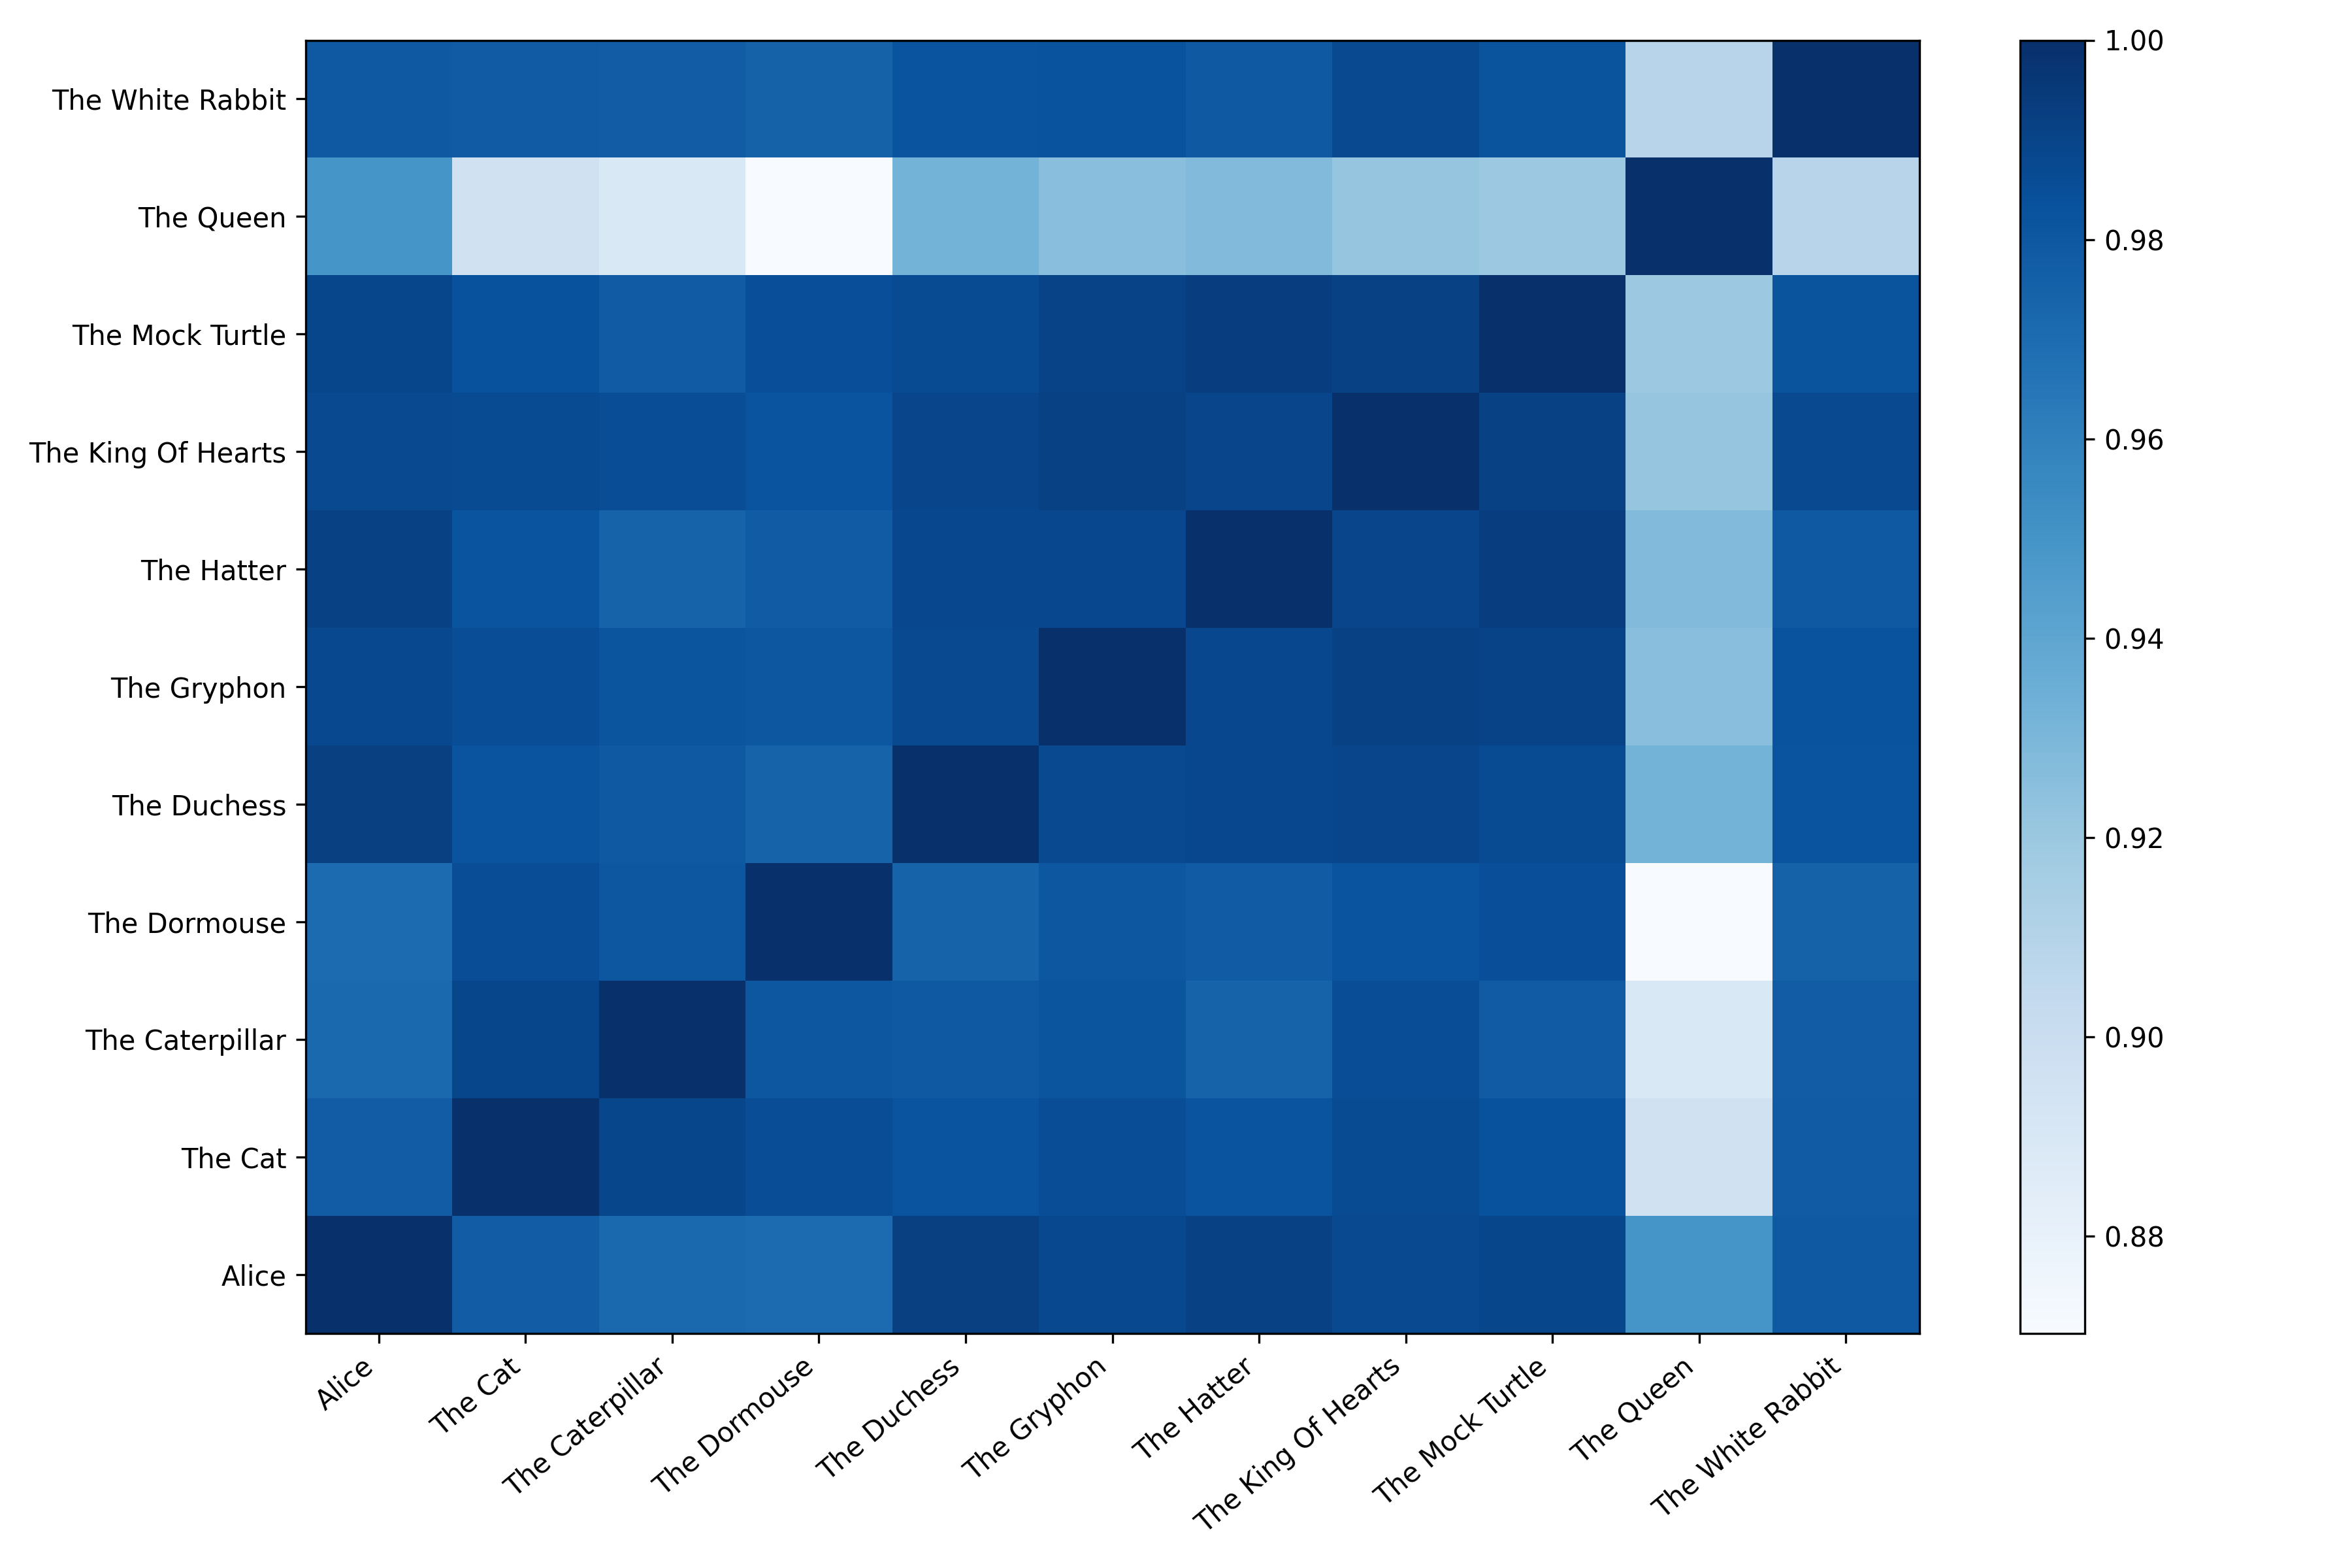 The White Rabbit
The Queen
The Mock Turtle
The King Of Hearts
The Hatter
The Gryphon
The Duchess
The Dormouse
The Caterpillar
The Cat
Alice
Alice
The Cat
The Caterpillar
The Dormouse
The Duchess
The Gryphon
The Hatter
The King Of Hearts
The Mock Turtle
The Queen
The White Rabbit
1.00
0.98
0.96
0.94
0.92
0.90
0.88